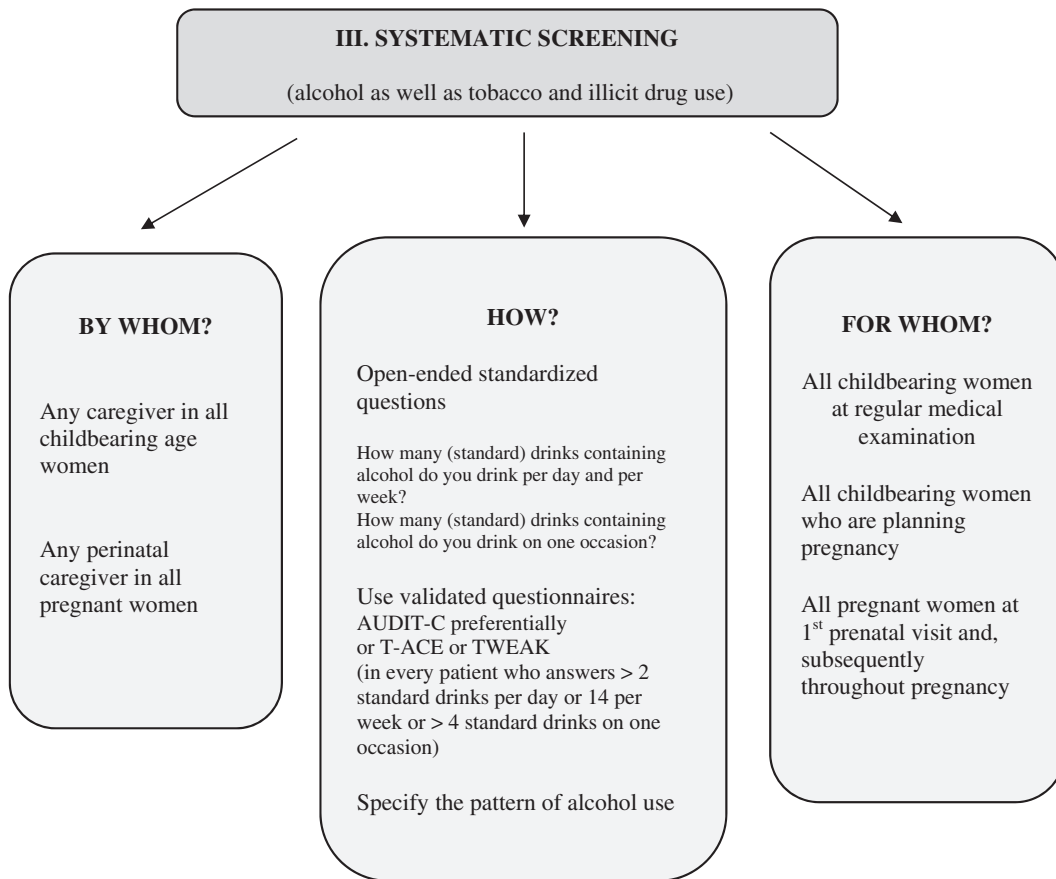 III. SYSTEMATIC SCREENING
(alcohol as well as tobacco and illicit drug use)
BY WHOM?
Any caregiver in all
childbearing age
women
Any perinatal
caregiver in all
pregnant women
HOW?
Open-ended standardized
questions
How many (standard) drinks containing
alcohol do you drink per day and per
week?
How many (standard) drinks containing
alcohol do you drink on one occasion?
Use validated questionnaires:
AUDIT-C preferentially
or T-ACE or TWEAK
(in every patient who answers > 2
standard drinks per day or 14 per
week or > 4 standard drinks on one
occasion)
Specify the pattern of alcohol use
FOR WHOM?
All childbearing women
at regular medical
examination
All childbearing women
who are planning
pregnancy
All pregnant women at
1st prenatal visit and,
subsequently
throughout pregnancy